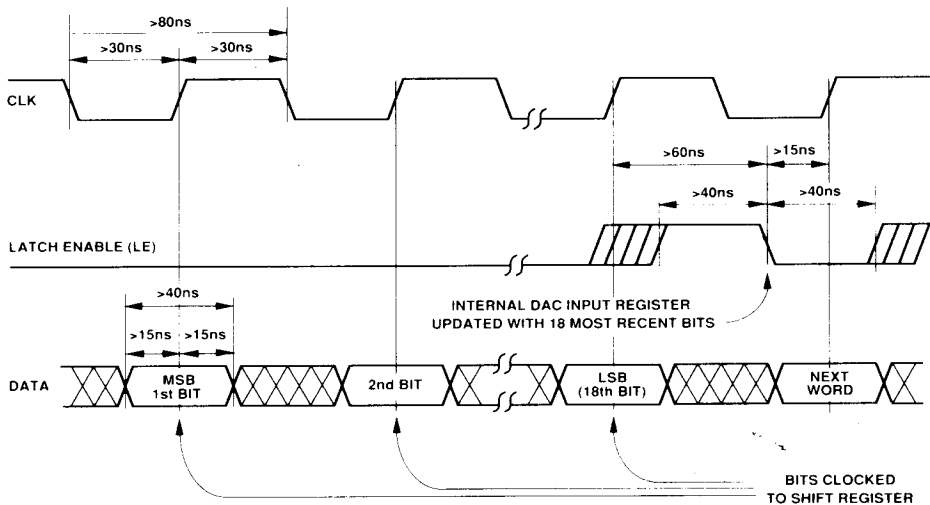 >80ns
>30ns
>30ns
CLK
>60ns
>15ns
>40ns
>40ns
LATCH ENABLE (LE)
INTERNAL DAC INPUT REGISTER
UPDATED WITH 18 MOST RECENT BITS
>40ns
>15ns
>15ns
DATA
MSB
1st BIT
2nd BIT
LSB
(18th BIT)
NEXT
WORD
BITS CLOCKED
TO SHIFT REGISTER